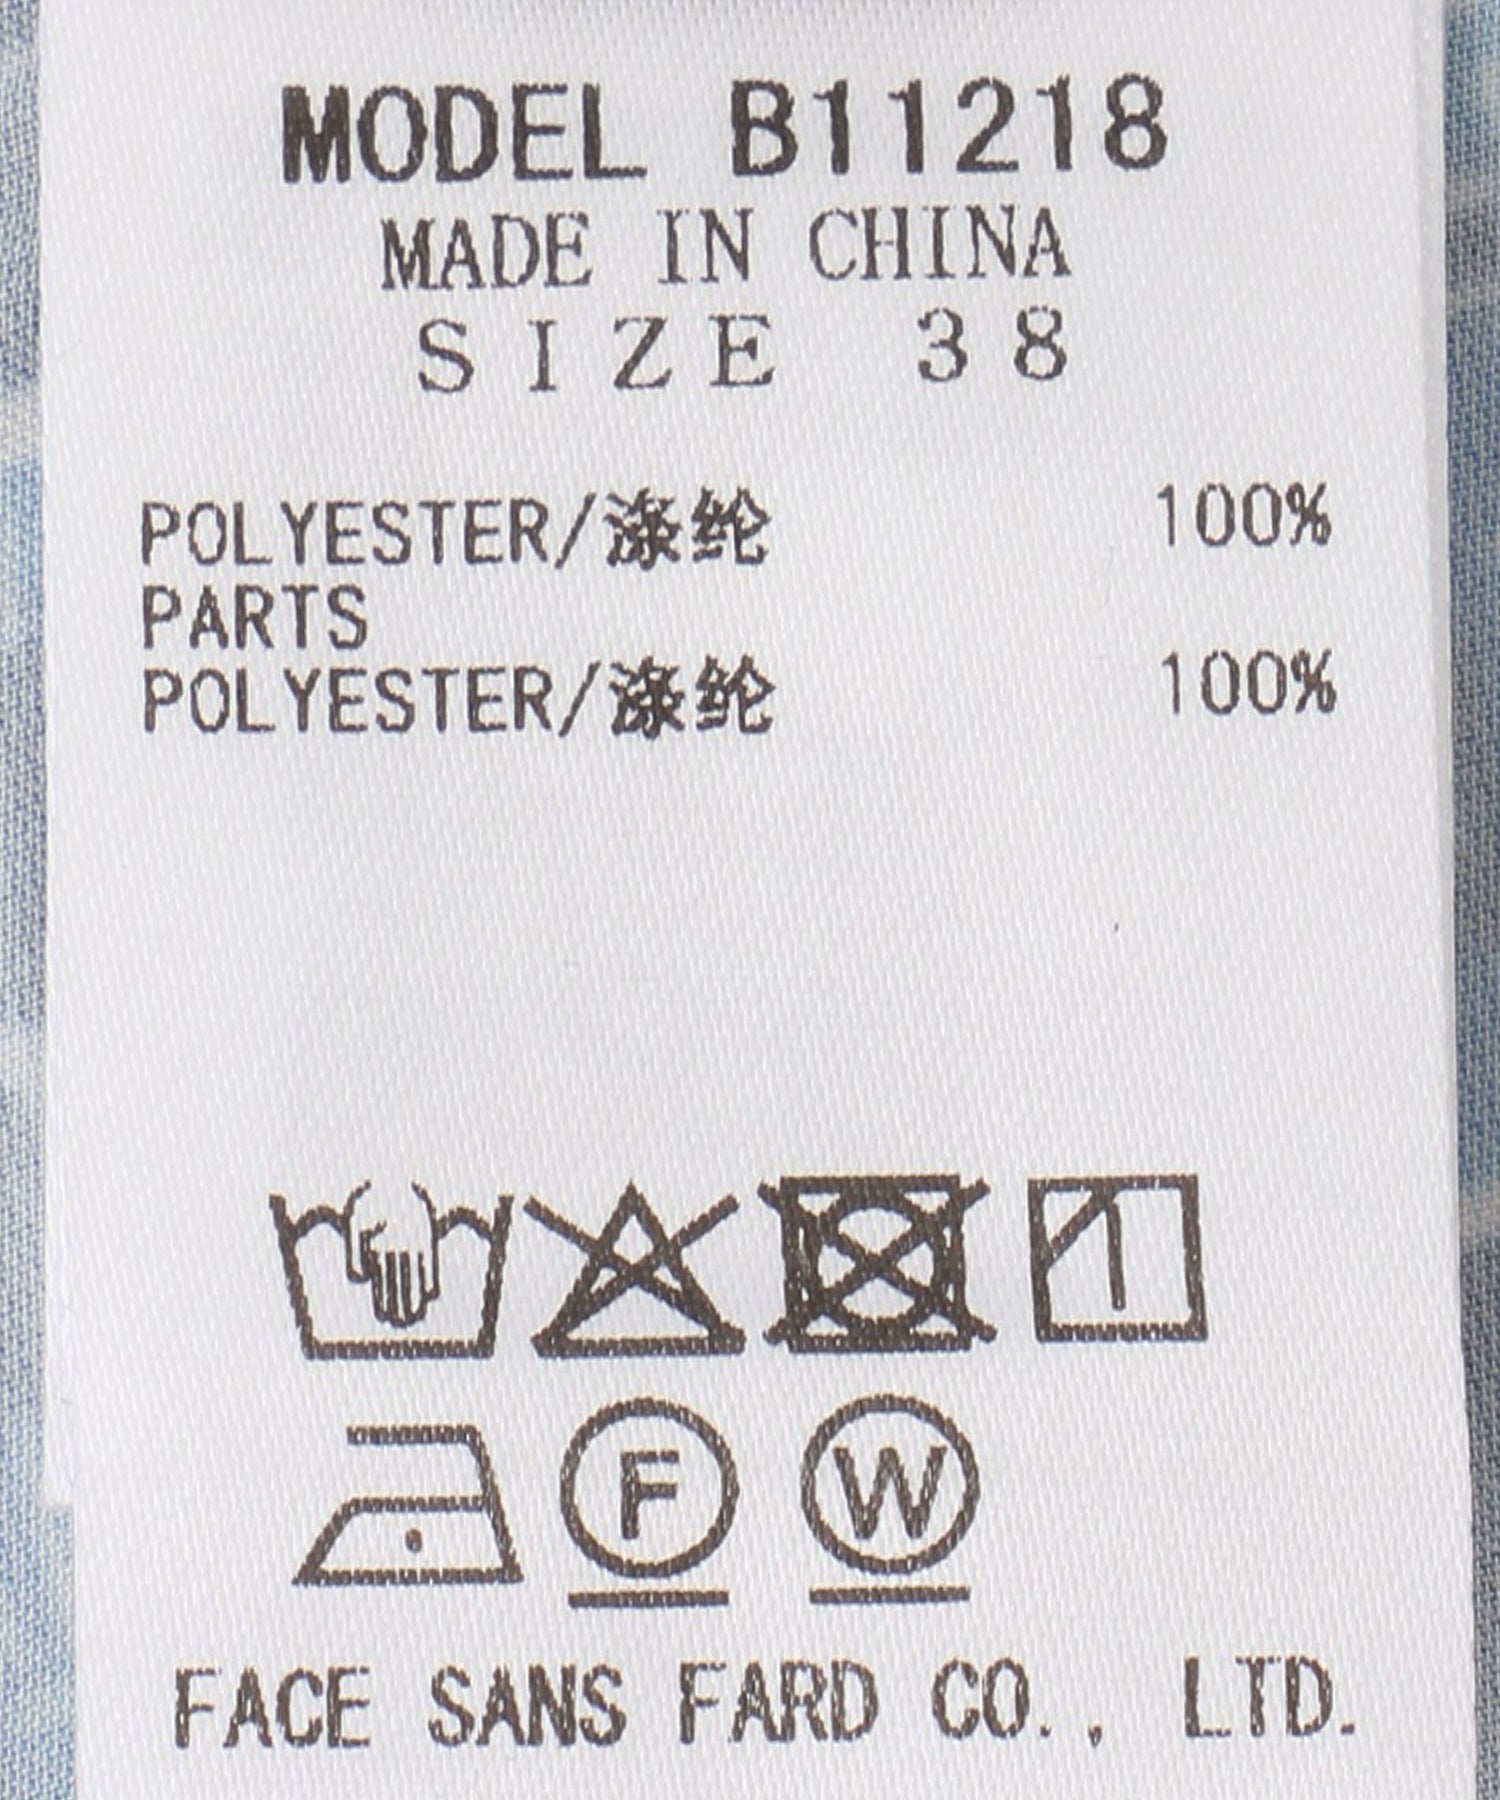 MODEL B11218
MADE IN CHINA
SIZE 38
POLYESTER/涤纶 100%
PARTS
POLYESTER/涤纶 100%
F W
FACE SANS FARD CO., LTD.